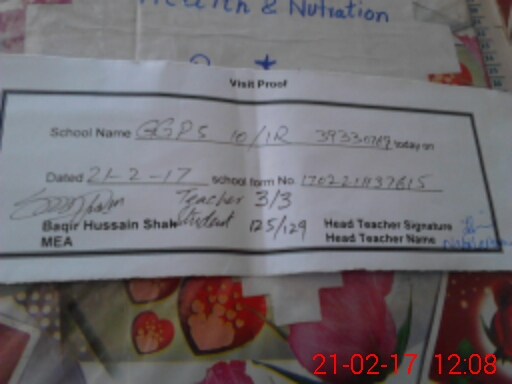 Health & Nutration
Visit Proof
School Name GGPS 10/1R 39330789 today on
Dated 21-2-17 school form No.
Teacher 3/3
Student 125/129
Baqir Hussain Shah
MEA
Head Teacher Signature
Head Teacher Name
21-02-17 12:08